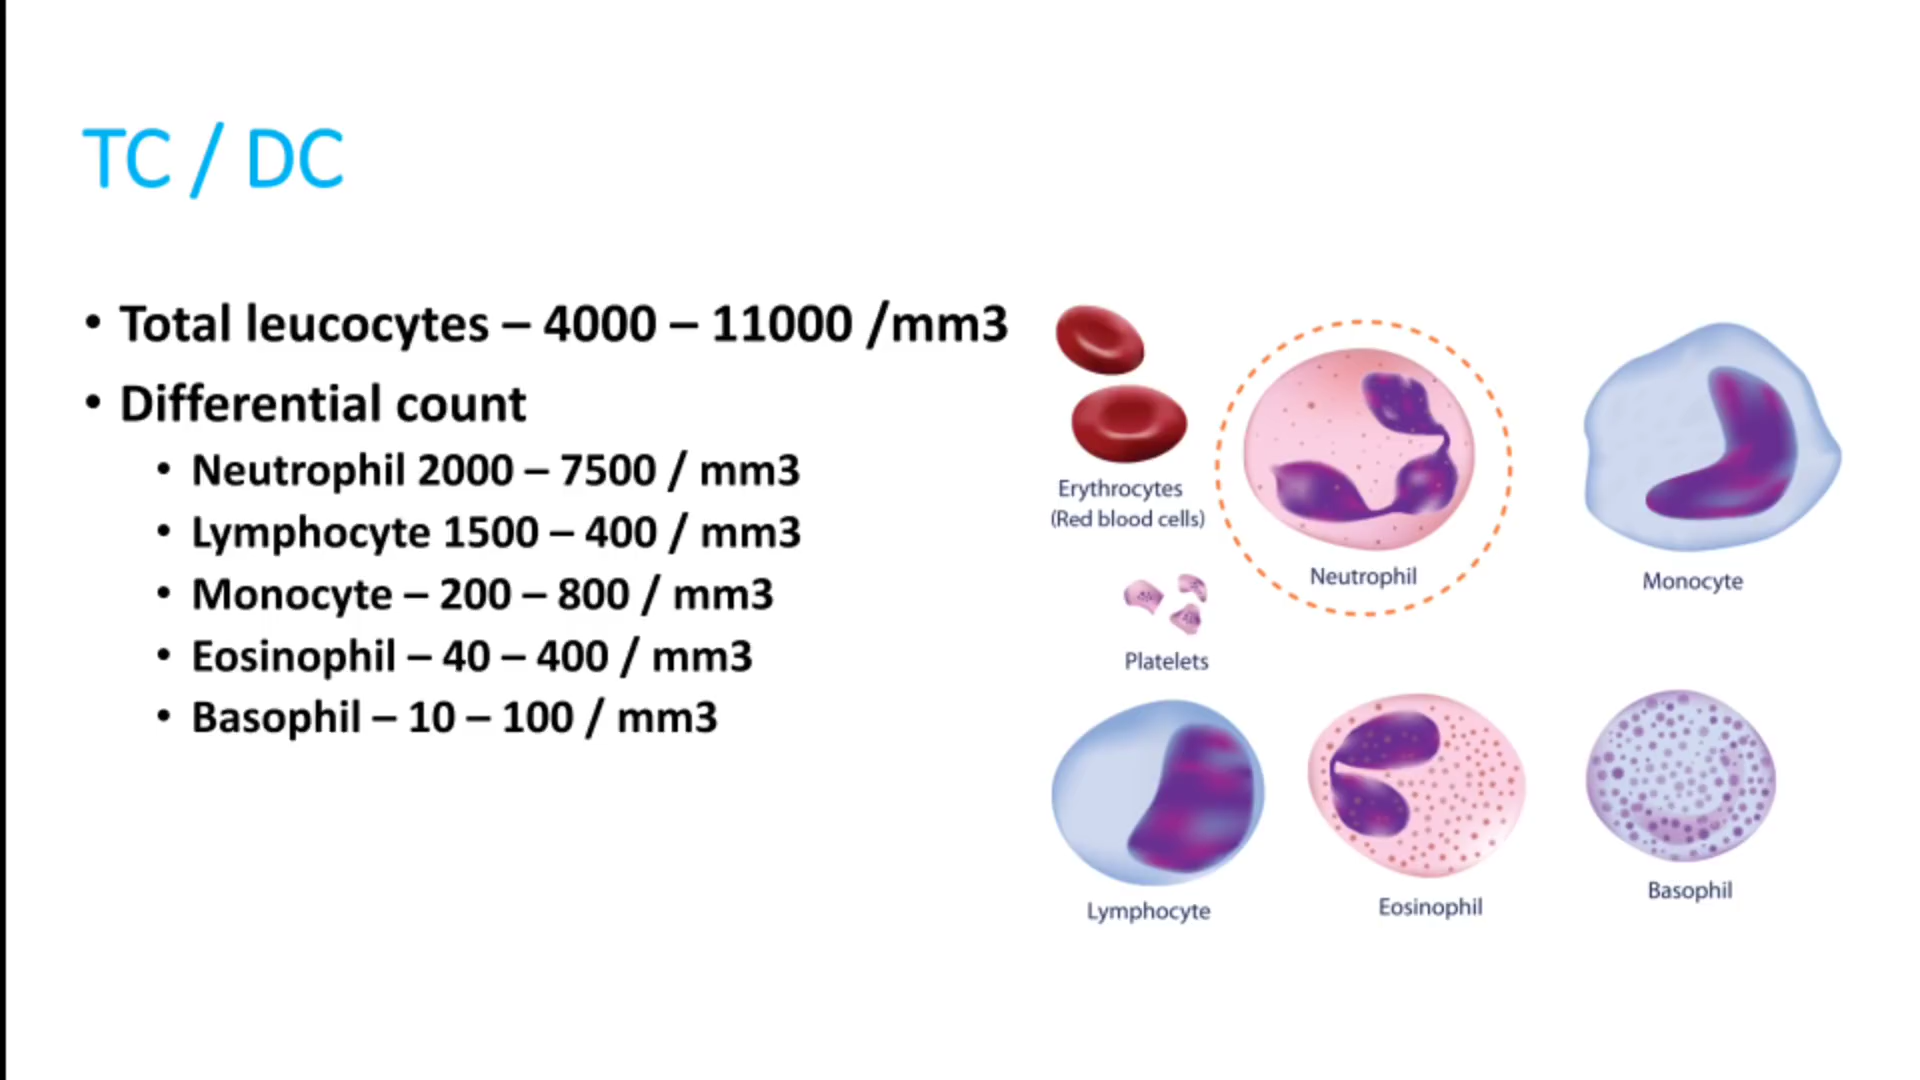 TC / DC
• Total leucocytes – 4000 – 11000 /mm3
• Differential count
• Neutrophil 2000 – 7500 / mm3
• Lymphocyte 1500 – 400 / mm3
• Monocyte – 200 – 800 / mm3
• Eosinophil – 40 – 400 / mm3
• Basophil – 10 – 100 / mm3
Erythrocytes
(Red blood cells)
Neutrophil
Monocyte
Platelets
Lymphocyte
Eosinophil
Basophil